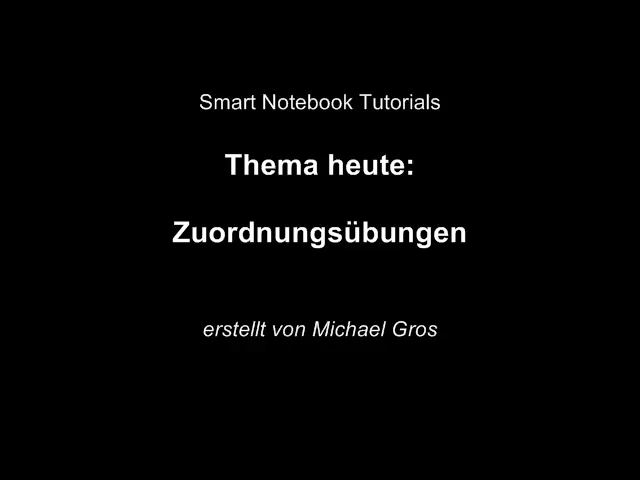 Smart Notebook Tutorials
Thema heute:
Zuordnungsübungen
erstellt von Michael Gros